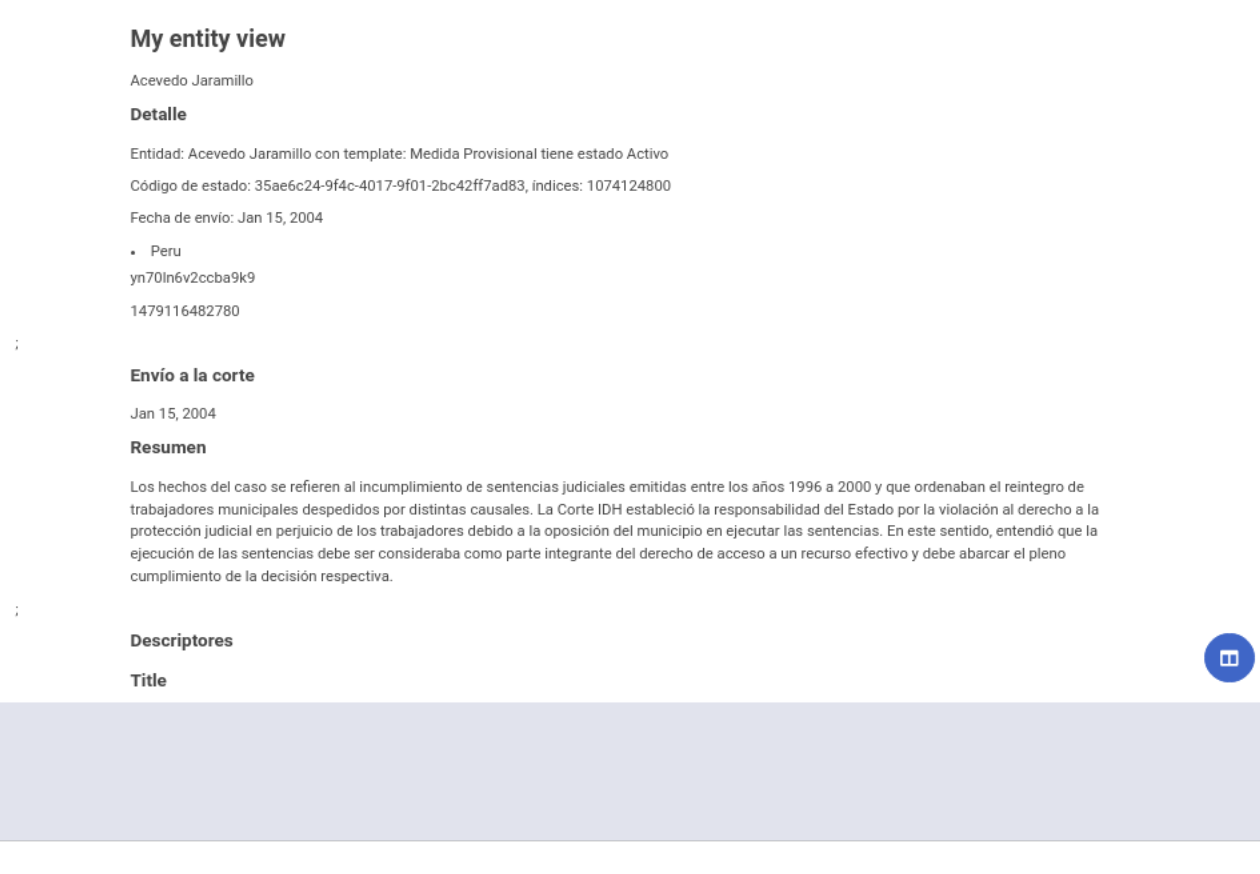 My entity view
Acevedo Jaramillo
Detalle
Entidad: Acevedo Jaramillo con template: Medida Provisional tiene estado Activo
Código de estado: 35ae6c24-9f4c-4017-9f01-2bc42ff7ad83, índices: 1074124800
Fecha de envío: Jan 15, 2004
• Peru
yn70ln6v2ccba9k9
1479116482780
;
Envío a la corte
Jan 15, 2004
Resumen
Los hechos del caso se refieren al incumplimiento de sentencias judiciales emitidas entre los años 1996 a 2000 y que ordenaban el reintegro de
trabajadores municipales despedidos por distintas causales. La Corte IDH estableció la responsabilidad del Estado por la violación al derecho a la
protección judicial en perjuicio de los trabajadores debido a la oposición del municipio en ejecutar las sentencias. En este sentido, entendió que la
ejecución de las sentencias debe ser consideraba como parte integrante del derecho de acceso a un recurso efectivo y debe abarcar el pleno
cumplimiento de la decisión respectiva.
;
Descriptores
Title